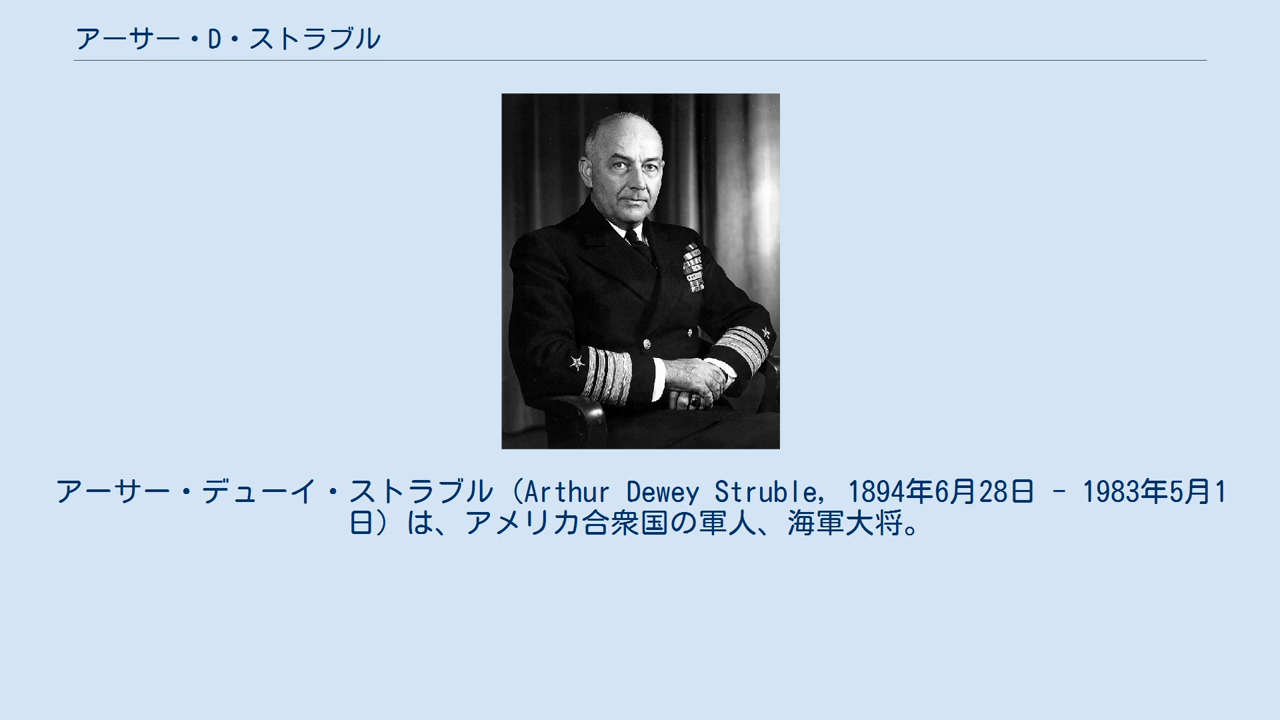 アーサー・D・ストラブル
アーサー・デューイ・ストラブル（Arthur Dewey Struble, 1894年6月28日 - 1983年5月1
日）は、アメリカ合衆国の軍人、海軍大将。